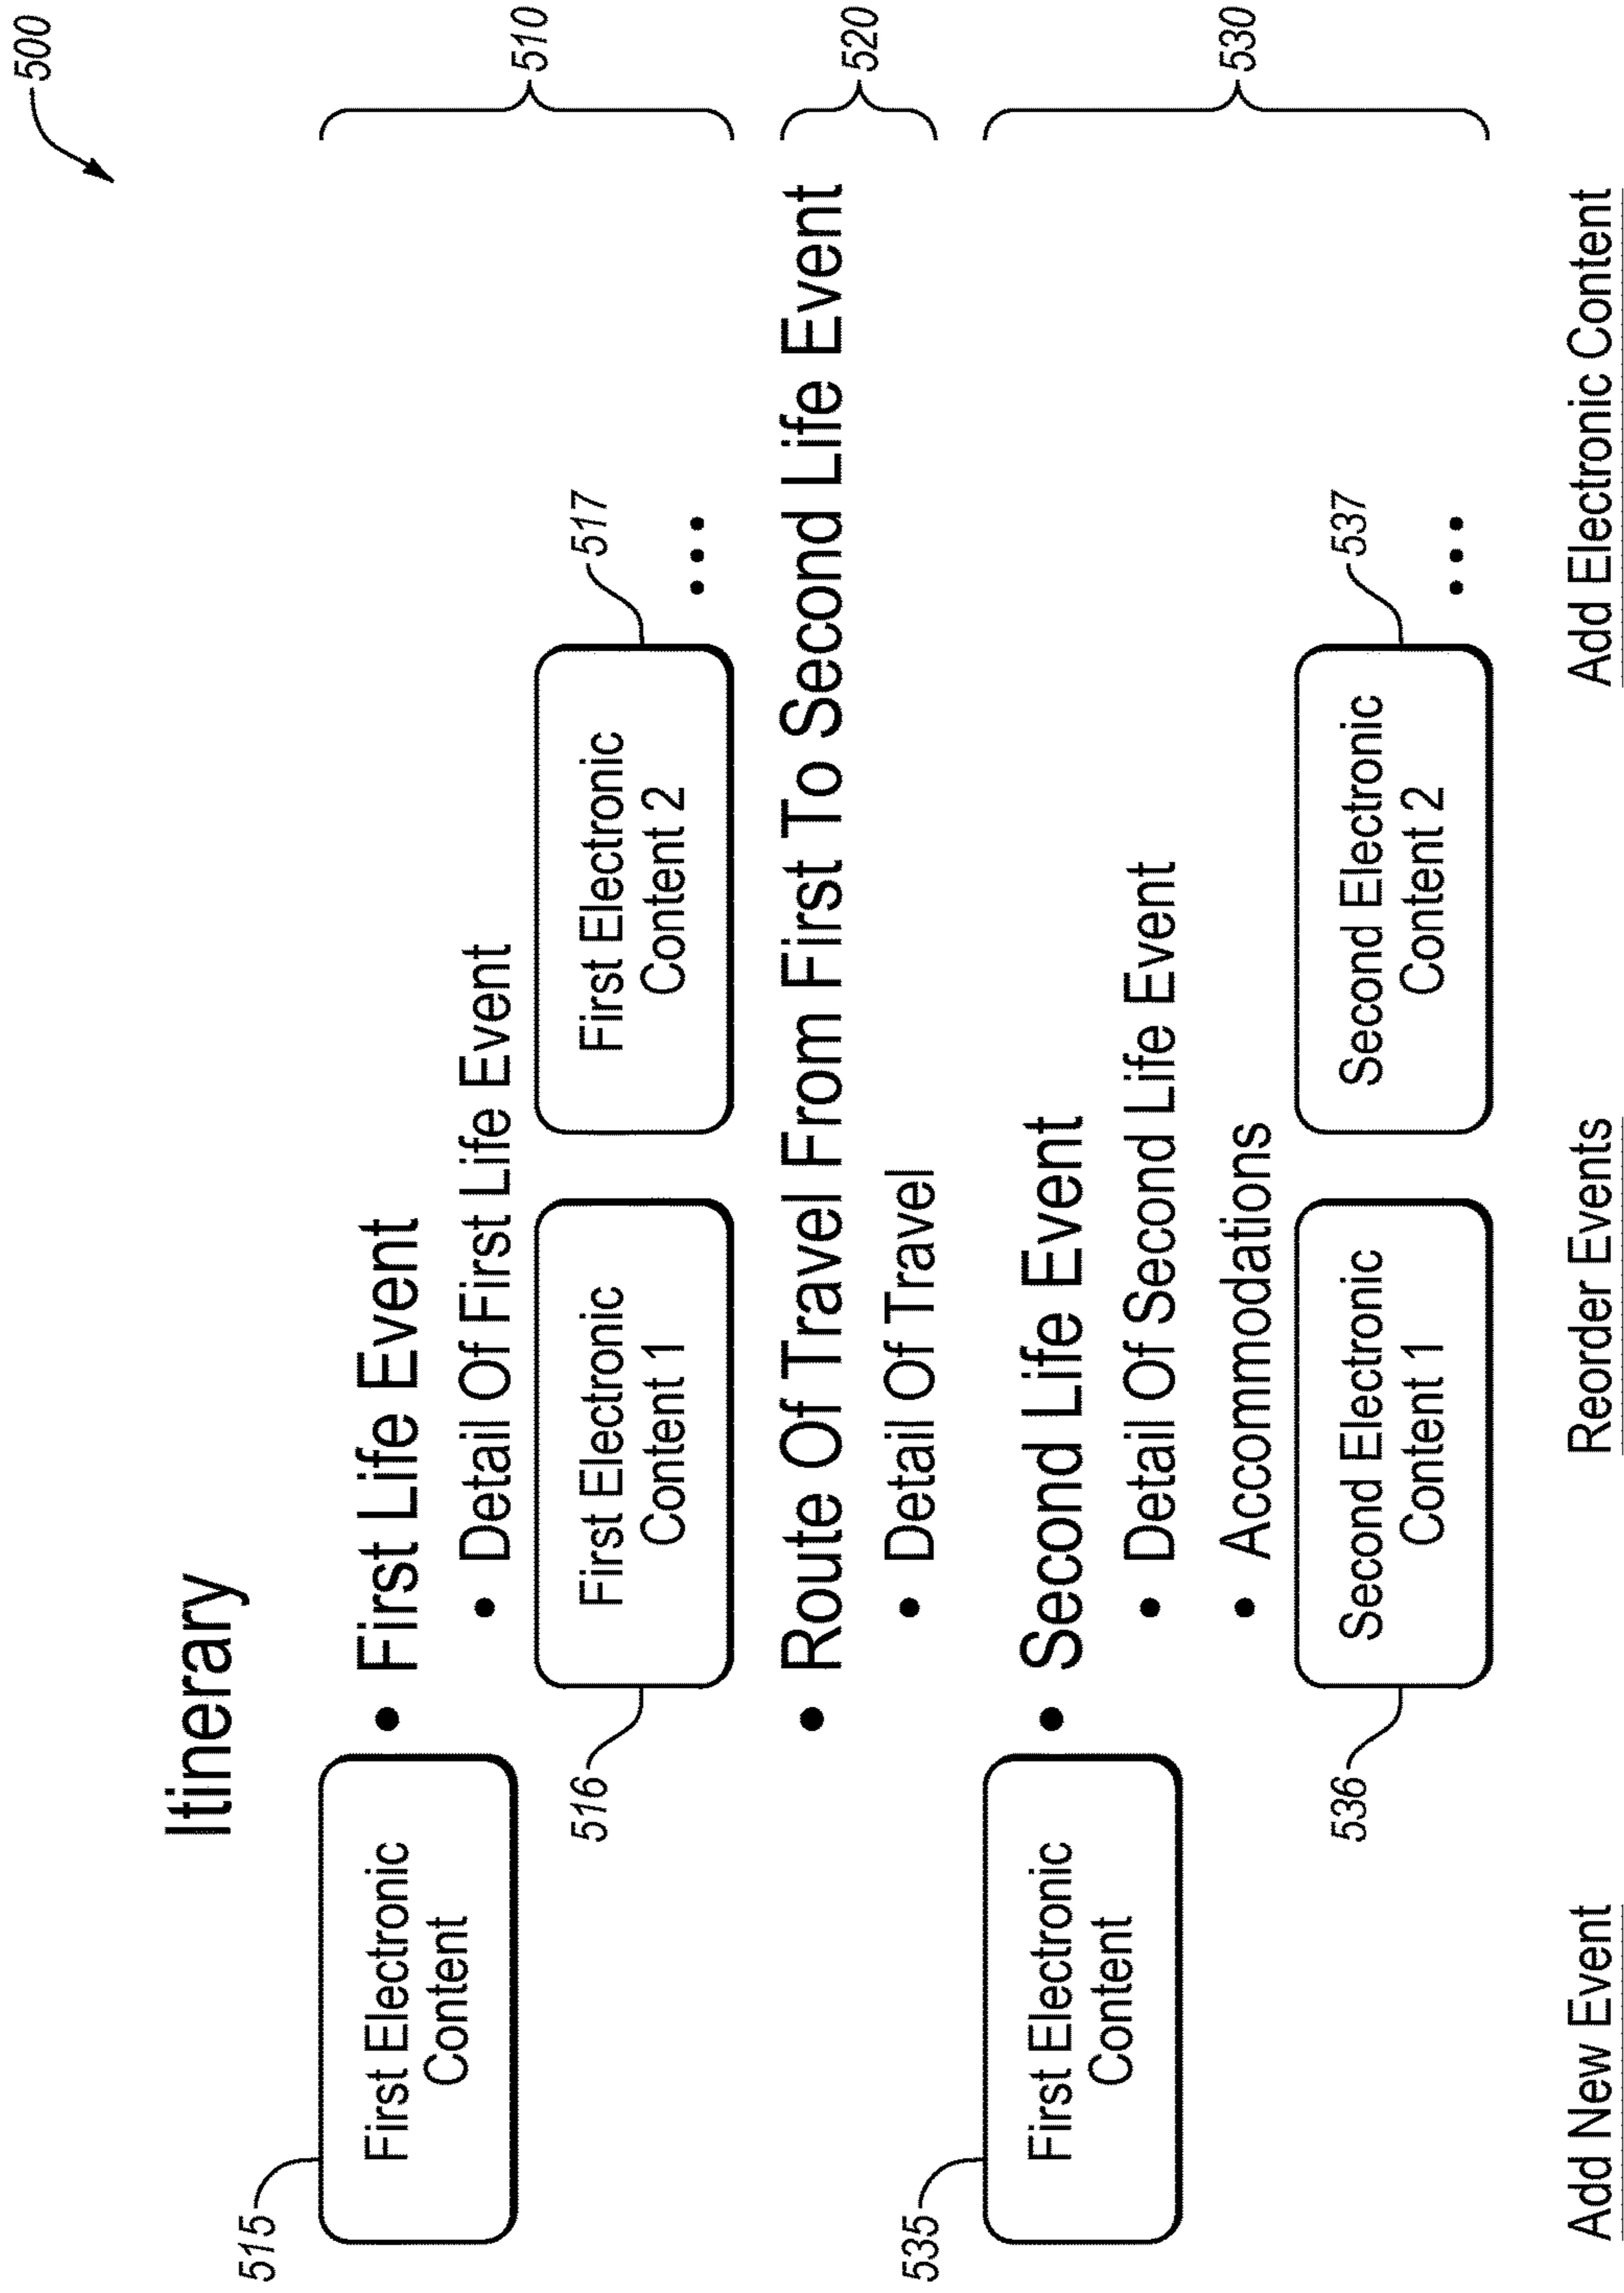 500
Itinerary
515
First Electronic
Content
• First Life Event
• Detail Of First Life Event
510
516
First Electronic
Content 1
First Electronic
Content 2
517
...
• Route Of Travel From First To Second Life Event
• Detail Of Travel
520
535
First Electronic
Content
• Second Life Event
• Detail Of Second Life Event
• Accommodations
530
536
Second Electronic
Content 1
Second Electronic
Content 2
537
...
Add New Event
Reorder Events
Add Electronic Content